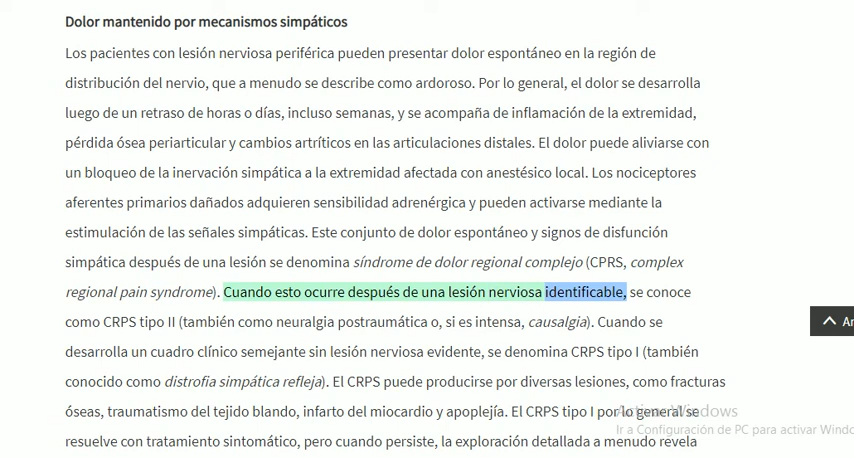 Dolor mantenido por mecanismos simpáticos
Los pacientes con lesión nerviosa periférica pueden presentar dolor espontáneo en la región de
distribución del nervio, que a menudo se describe como ardoroso. Por lo general, el dolor se desarrolla
luego de un retraso de horas o días, incluso semanas, y se acompaña de inflamación de la extremidad,
pérdida ósea periarticular y cambios artríticos en las articulaciones distales. El dolor puede aliviarse con
un bloqueo de la inervación simpática a la extremidad afectada con anestésico local. Los nociceptores
aferentes primarios dañados adquieren sensibilidad adrenérgica y pueden activarse mediante la
estimulación de las señales simpáticas. Este conjunto de dolor espontáneo y signos de disfunción
simpática después de una lesión se denomina síndrome de dolor regional complejo (CPRS, complex
regional pain syndrome). Cuando esto ocurre después de una lesión nerviosa identificable, se conoce
como CRPS tipo II (también como neuralgia postraumática o, si es intensa, causalgia). Cuando se
An
desarrolla un cuadro clínico semejante sin lesión nerviosa evidente, se denomina CRPS tipo I (también
conocido como distrofia simpática refleja). El CRPS puede producirse por diversas lesiones, como fracturas
óseas, traumatismo del tejido blando, infarto del miocardio y apoplejía. El CRPS tipo I por lo general se
Activar Windows
Ir a Configuración de PC para activar Windo
resuelve con tratamiento sintomático, pero cuando persiste, la exploración detallada a menudo revela